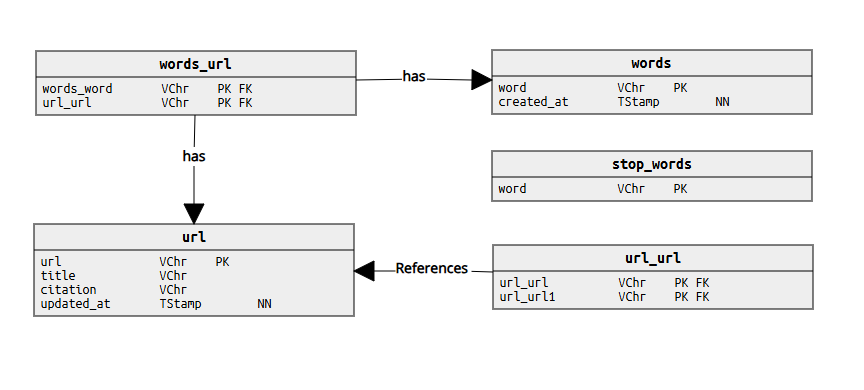 words_url
words_word VChr PK FK
url_url VChr PK FK
has
words
word VChr PK
created_at TStamp NN
has
stop_words
word VChr PK
url
url VChr PK
title VChr
citation VChr
updated_at TStamp NN
References
url_url
url_url VChr PK FK
url_url1 VChr PK FK